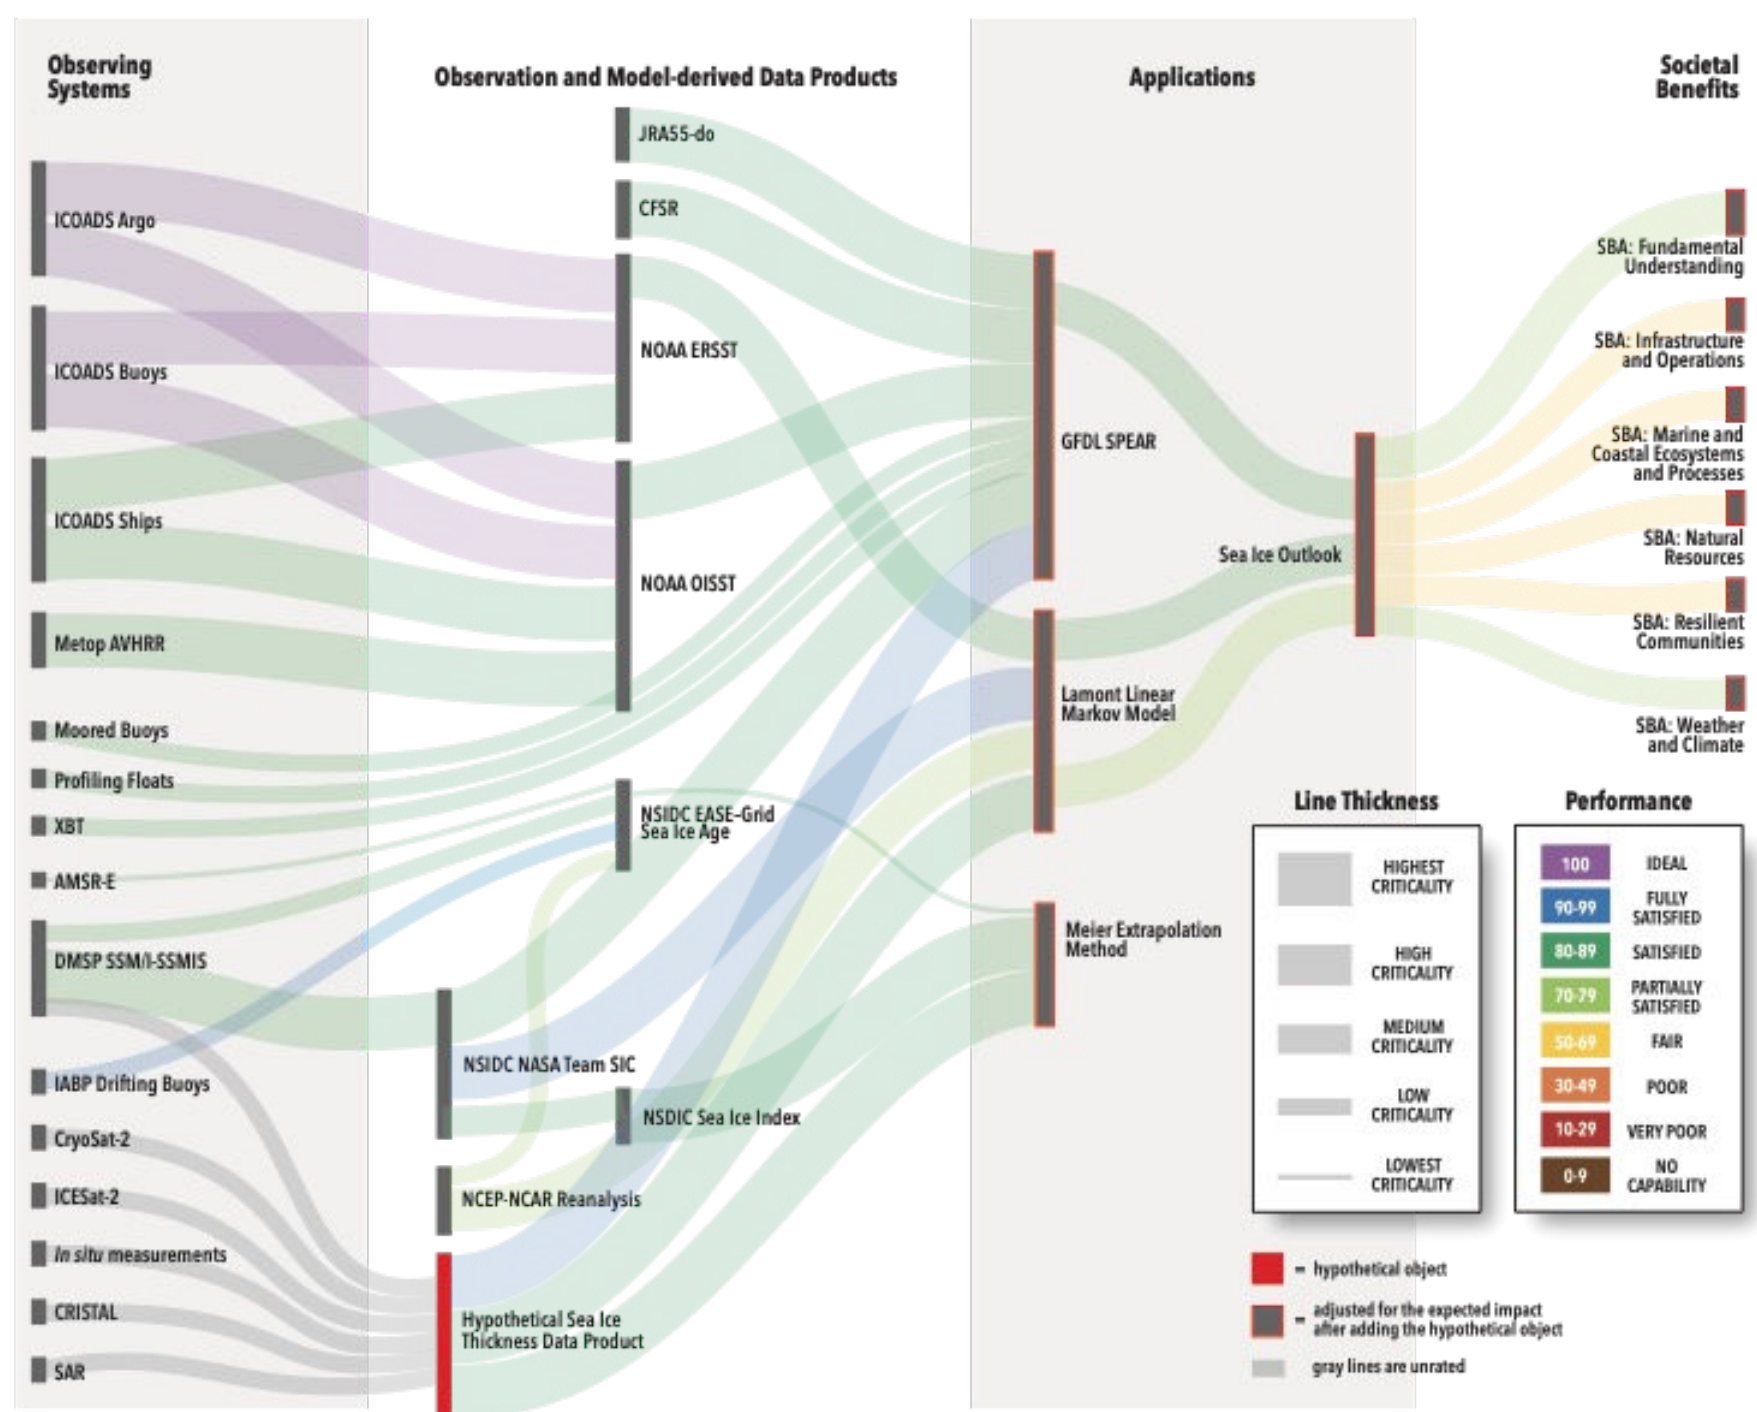 Observing
Systems
Observation and Model-derived Data Products
Applications
Societal
Benefits
ICOADS Argo
ICOADS Buoys
ICOADS Ships
Metop AVHRR
Moored Buoys
Profiling Floats
XBT
AMSR-E
DMSP SSM/I-SSMIS
IABP Drifting Buoys
CryoSat-2
ICESat-2
In situ measurements
CRISTAL
SAR
JRA55-do
CFSR
NOAA ERSST
NOAA OISST
NSIDC EASE-Grid
Sea Ice Age
NSIDC NASA Team SIC
NSDIC Sea Ice Index
NCEP-NCAR Reanalysis
Hypothetical Sea Ice
Thickness Data Product
GFDL SPEAR
Lamont Linear
Markov Model
Meier Extrapolation
Method
Sea Ice Outlook
SBA: Fundamental
Understanding
SBA: Infrastructure
and Operations
SBA: Marine and
Coastal Ecosystems
and Processes
SBA: Natural
Resources
SBA: Resilient
Communities
SBA: Weather
and Climate
Line Thickness
HIGHEST
CRITICALITY
HIGH
CRITICALITY
MEDIUM
CRITICALITY
LOW
CRITICALITY
LOWEST
CRITICALITY
Performance
100 IDEAL
90-99 FULLY
SATISFIED
80-89 SATISFIED
70-79 PARTIALLY
SATISFIED
50-69 FAIR
30-49 POOR
10-29 VERY POOR
0-9 NO
CAPABILITY
= hypothetical object
= adjusted for the expected impact
after adding the hypothetical object
gray lines are unrated